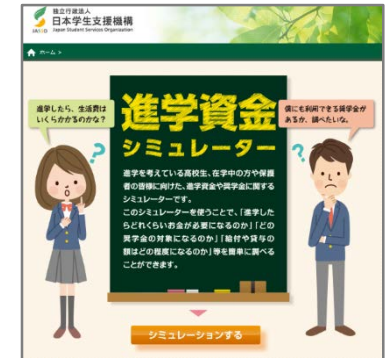 独立行政法人
日本学生支援機構
JASSO
Japan Student Services Organization
ホーム >
進学したら、生活費は
いくらかかるのかな?
僕にも利用できる奨学金が
あるか、調べたいな。
進学資金
シミュレーター
進学を考えている高校生、在学中の方や保護
者の皆様に向けた、進学資金や奨学金に関する
シミュレーターです。
このシミュレーターを使うことで、「進学した
らどれくらいお金が必要になるのか」「どの
奨学金の対象になるのか」「給付や貸与の
額はどの程度になるのか」等を簡単に調べる
ことができます。
シミュレーションする